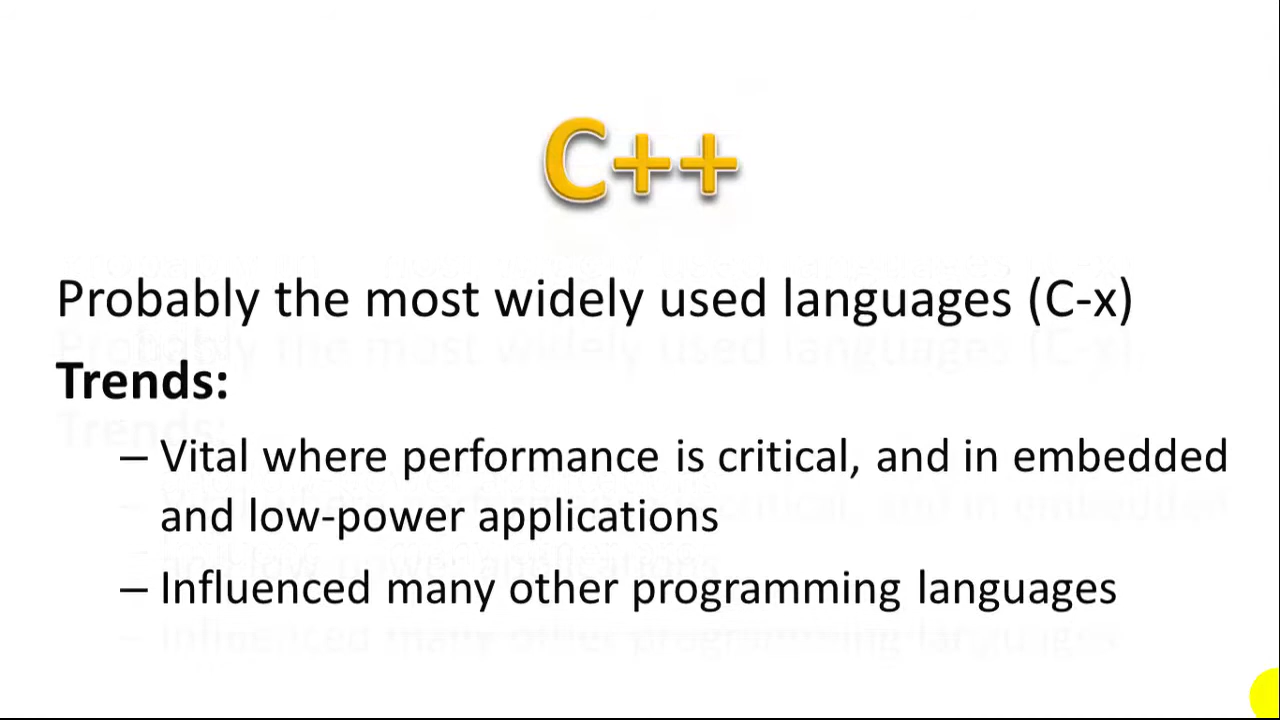 C++
Probably the most widely used languages (C-x)
Trends:
– Vital where performance is critical, and in embedded
and low-power applications
– Influenced many other programming languages